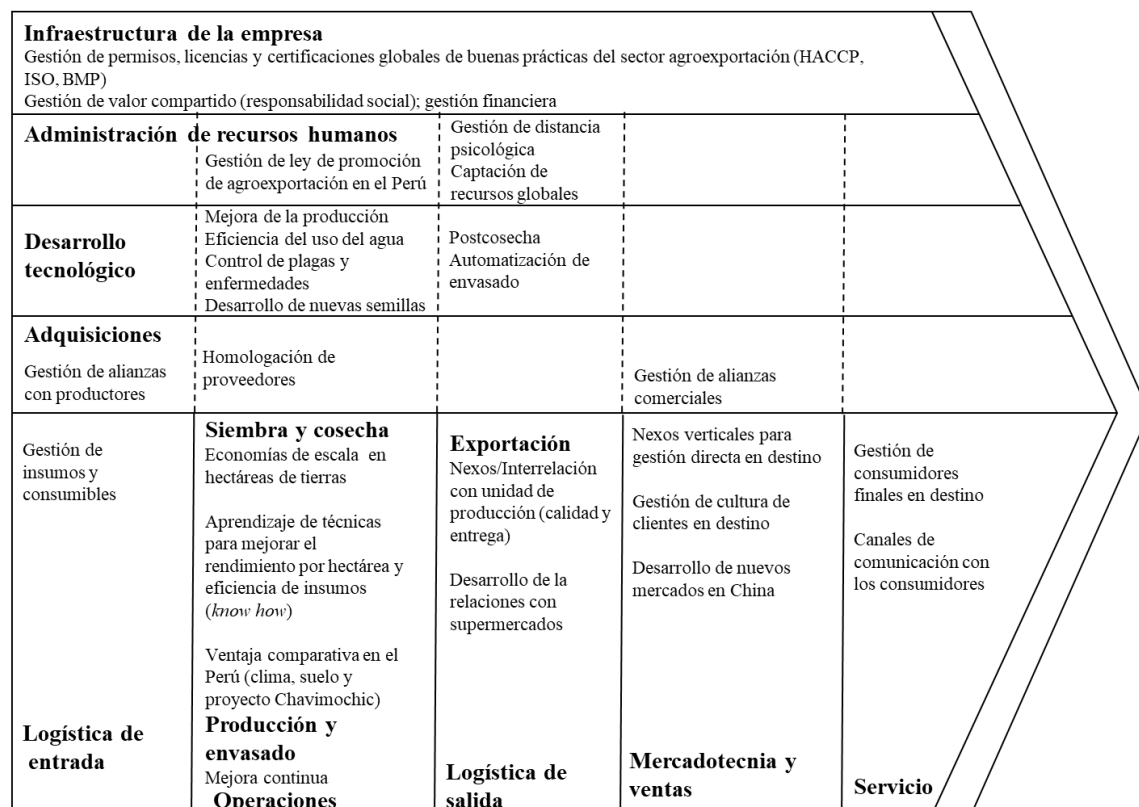 Infraestructura de la empresa
Gestión de permisos, licencias y certificaciones globales de buenas prácticas del sector agroexportación (HACCP,
ISO, BMP)
Gestión de valor compartido (responsabilidad social); gestión financiera
Administración de recursos humanos
Gestión de ley de promoción
de agroexportación en el Perú
Gestión de distancia
psicológica
Captación de
recursos globales
Desarrollo
tecnológico
Mejora de la producción
Eficiencia del uso del agua
Control de plagas y
enfermedades
Desarrollo de nuevas semillas
Postcosecha
Automatización de
envasado
Adquisiciones
Gestión de alianzas
con productores
Homologación de
proveedores
Gestión de alianzas
comerciales
Gestión de
insumos y
consumibles
Logística de
entrada
Siembra y cosecha
Economías de escala en
hectáreas de tierras
Aprendizaje de técnicas
para mejorar el
rendimiento por hectárea y
eficiencia de insumos
(know how)
Ventaja comparativa en el
Perú (clima, suelo y
proyecto Chavimochic)
Producción y
envasado
Mejora continua
Operaciones
Exportación
Nexos/Interrelación
con unidad de
producción (calidad y
entrega)
Desarrollo de la
relaciones con
supermercados
Logística de
salida
Nexos verticales para
gestión directa en destino
Gestión de cultura de
clientes en destino
Desarrollo de nuevos
mercados en China
Mercadotecnia y
ventas
Gestión de
consumidores
finales en destino
Canales de
comunicación con
los consumidores
Servicio